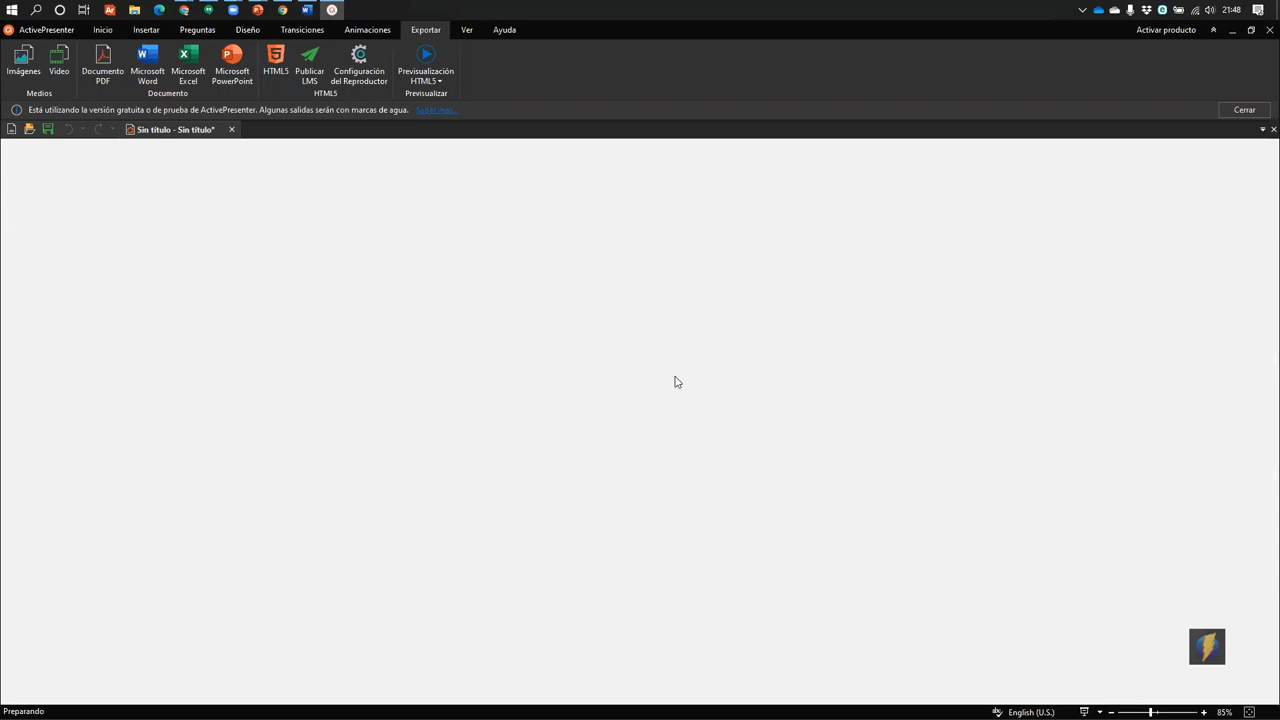 21:48
ActivePresenter Inicio Insertar Preguntas Diseño Transiciones Animaciones Exportar Ver Ayuda Activar producto
Imágenes Video Documento PDF Microsoft Word Microsoft Excel Microsoft PowerPoint HTML5 Publicar LMS Configuración del Reproductor Previsualización HTML5
Medios Documento HTML5 Previsualizar
Está utilizando la versión gratuita o de prueba de ActivePresenter. Algunas salidas serán con marcas de agua. Saber más... Cerrar
Sin título - Sin título*
Preparando English (U.S.) 85%